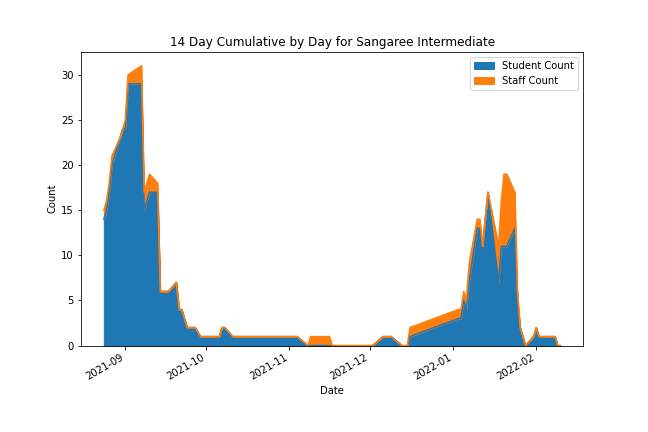 14 Day Cumulative by Day for Sangaree Intermediate
Student Count
Staff Count
30
25
20
15
10
5
0
Count
2021-09
2021-10
2021-11
2021-12
2022-01
2022-02
Date